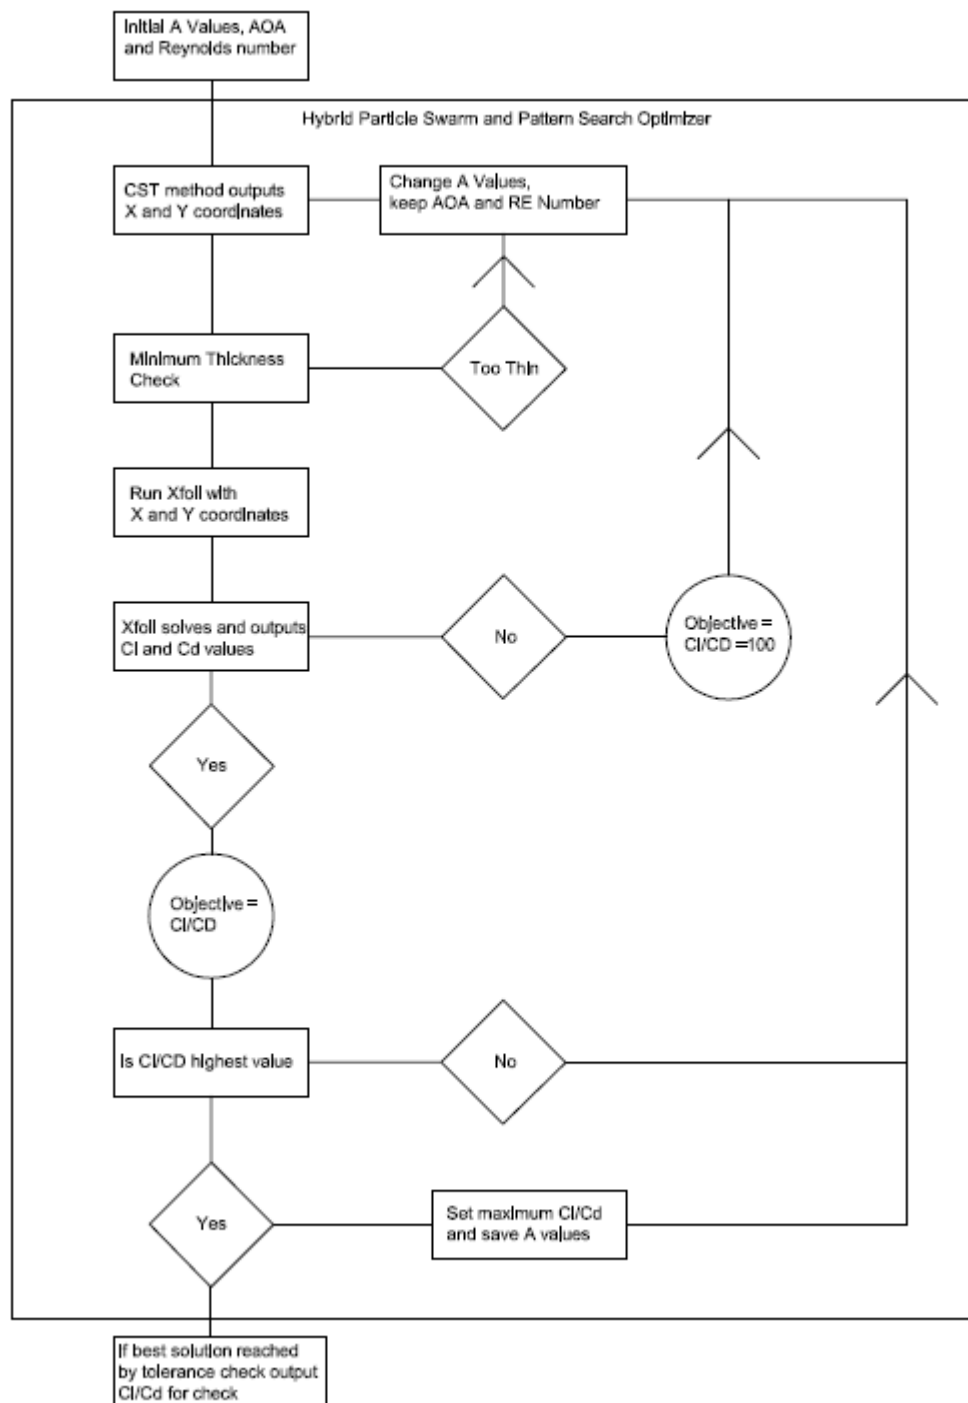 Initial A Values, AOA
and Reynolds number
Hybrid Particle Swarm and Pattern Search Optimizer
CST method outputs
X and Y coordinates
Change A Values,
keep AOA and RE Number
Minimum Thickness
Check
Too Thin
Run Xfoil with
X and Y coordinates
Xfoil solves and outputs
Cl and Cd values
No
Objective =
Cl/CD =100
Yes
Objective =
Cl/CD
Is Cl/CD highest value
No
Yes
Set maximum Cl/Cd
and save A values
If best solution reached
by tolerance check output
Cl/Cd for check